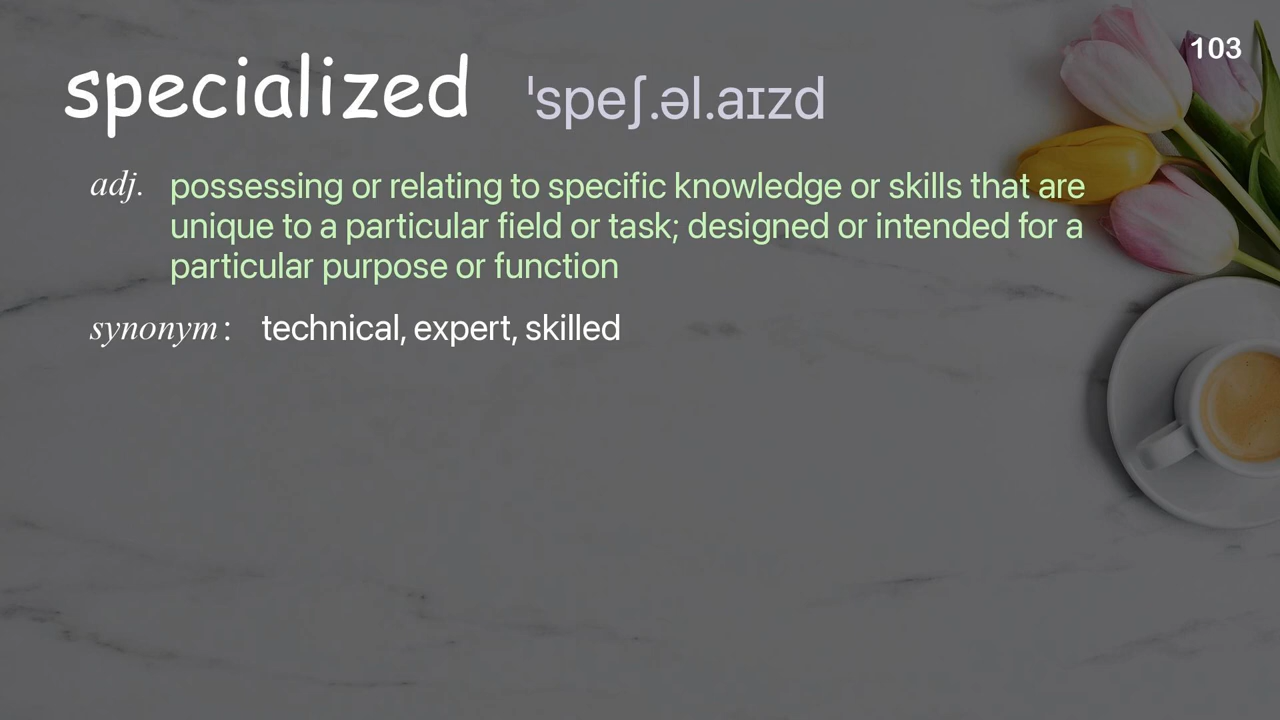 103
specialized ˈspeʃ.əl.aɪzd
adj. possessing or relating to specific knowledge or skills that are
unique to a particular field or task; designed or intended for a
particular purpose or function
synonym: technical, expert, skilled